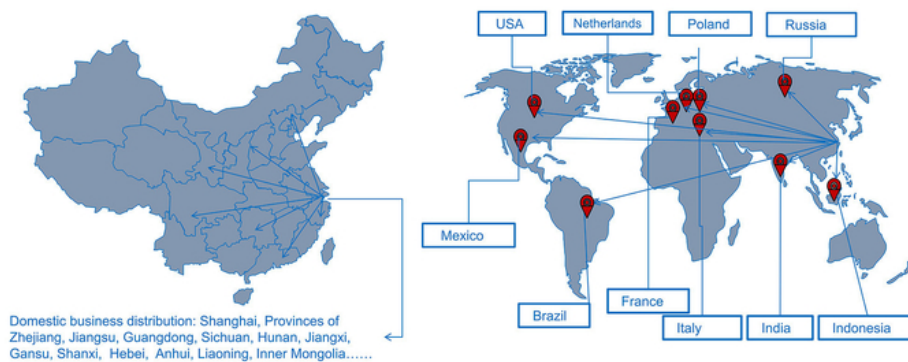 USA
Netherlands
Poland
Russia
Mexico
Brazil
France
Italy
India
Indonesia
Domestic business distribution: Shanghai, Provinces of
Zhejiang, Jiangsu, Guangdong, Sichuan, Hunan, Jiangxi,
Gansu, Shanxi, Hebei, Anhui, Liaoning, Inner Mongolia……